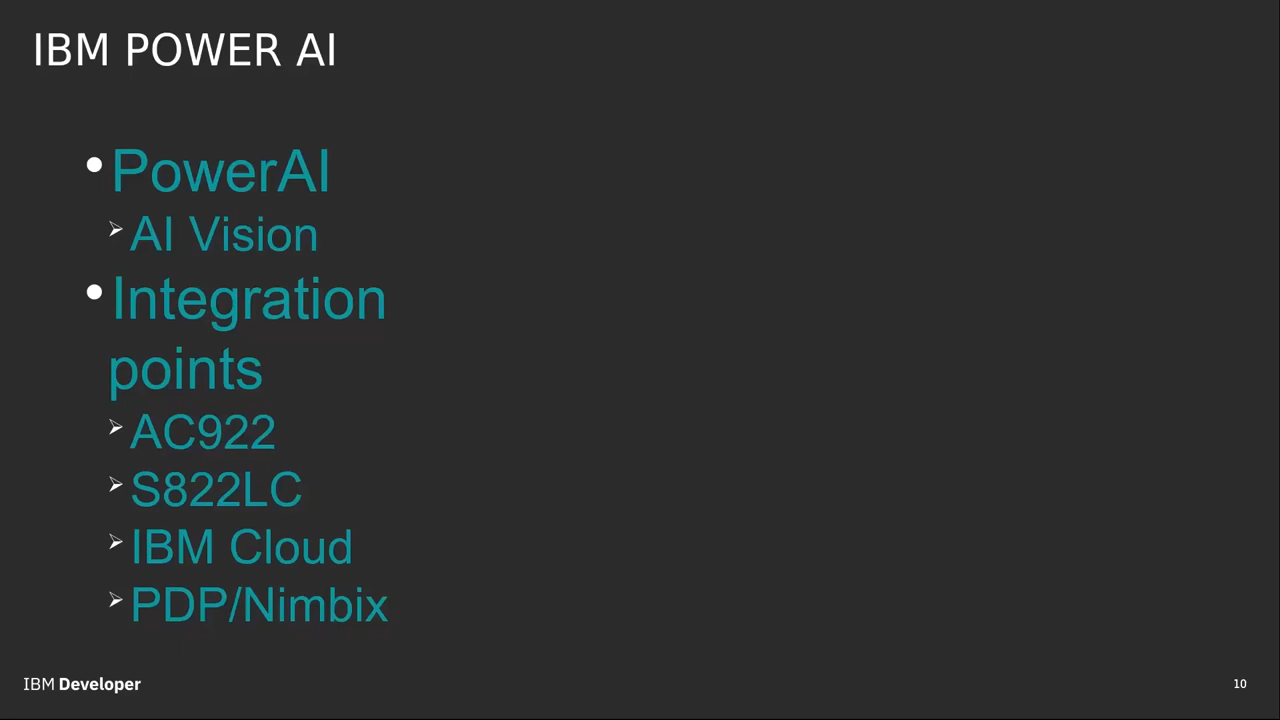 IBM POWER AI
•PowerAI
➢AI Vision
•Integration
points
➢AC922
➢S822LC
➢IBM Cloud
➢PDP/Nimbix
IBM Developer
10